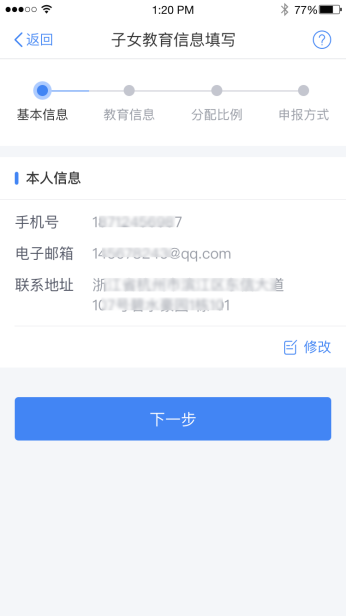 1:20 PM
77%
返回
子女教育信息填写
基本信息
教育信息
分配比例
申报方式
本人信息
手机号
电子邮箱
@qq.com
联系地址
修改
下一步